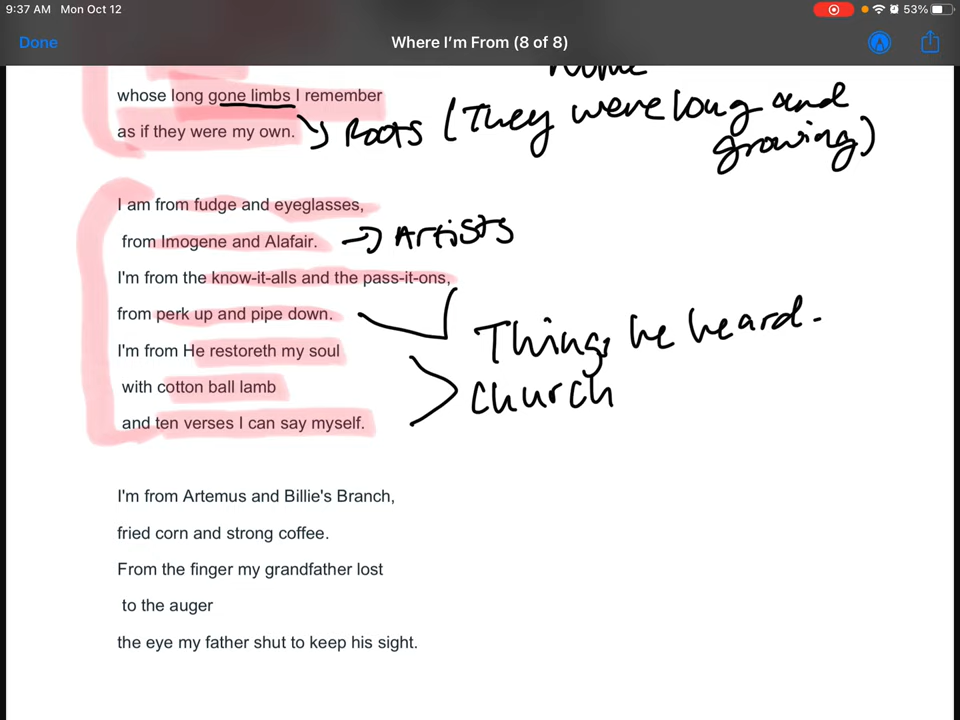 9:37 AM Mon Oct 12 53%
Done Where I'm From (8 of 8)
whose long gone limbs I remember
as if they were my own. Roots (They were long and growing)
I am from fudge and eyeglasses,
from Imogene and Alafair. Artists
I'm from the know-it-alls and the pass-it-ons,
from perk up and pipe down.
Things he heard.
I'm from He restoreth my soul
with cotton ball lamb
church
and ten verses I can say myself.
I'm from Artemus and Billie's Branch,
fried corn and strong coffee.
From the finger my grandfather lost
to the auger
the eye my father shut to keep his sight.